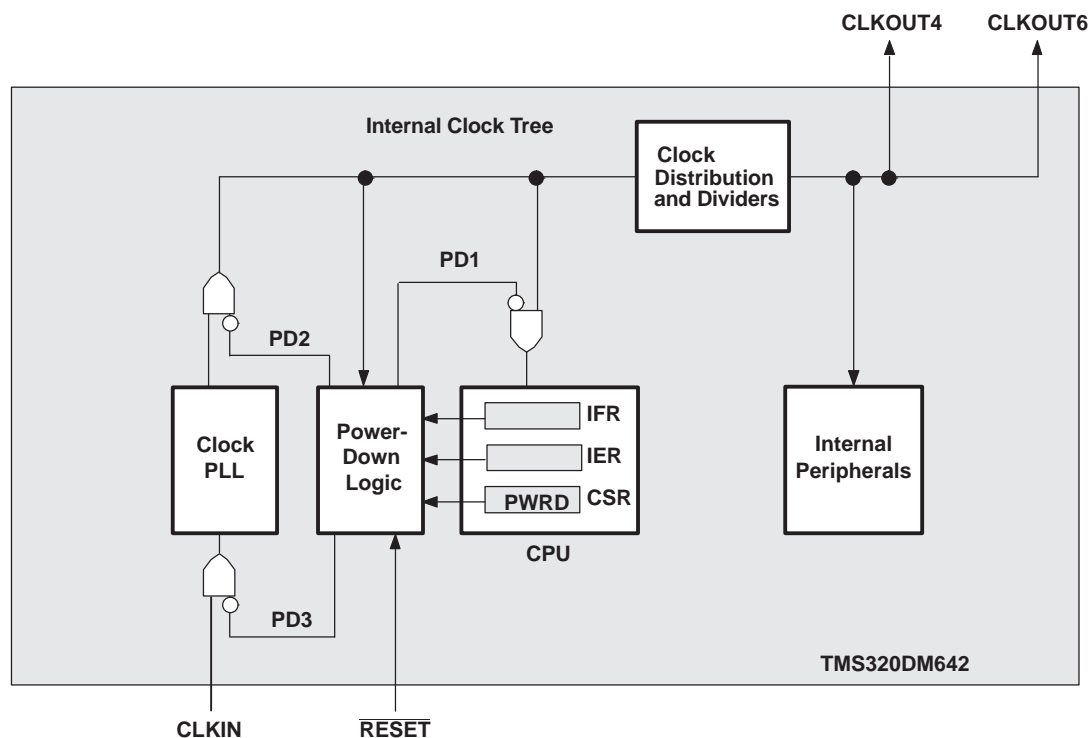 CLKOUT4
CLKOUT6
Internal Clock Tree
Clock
Distribution
and Dividers
PD1
PD2
Clock
PLL
Power-
Down
Logic
IFR
IER
PWRD
CSR
CPU
Internal
Peripherals
PD3
TMS320DM642
CLKIN
RESET